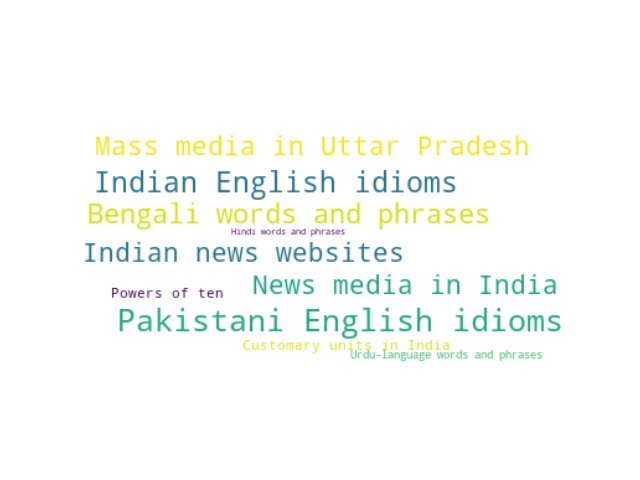 Mass media in Uttar Pradesh
Indian English idioms
Bengali words and phrases
Hindi words and phrases
Indian news websites
News media in India
Powers of ten
Pakistani English idioms
Customary units in India
Urdu-language words and phrases